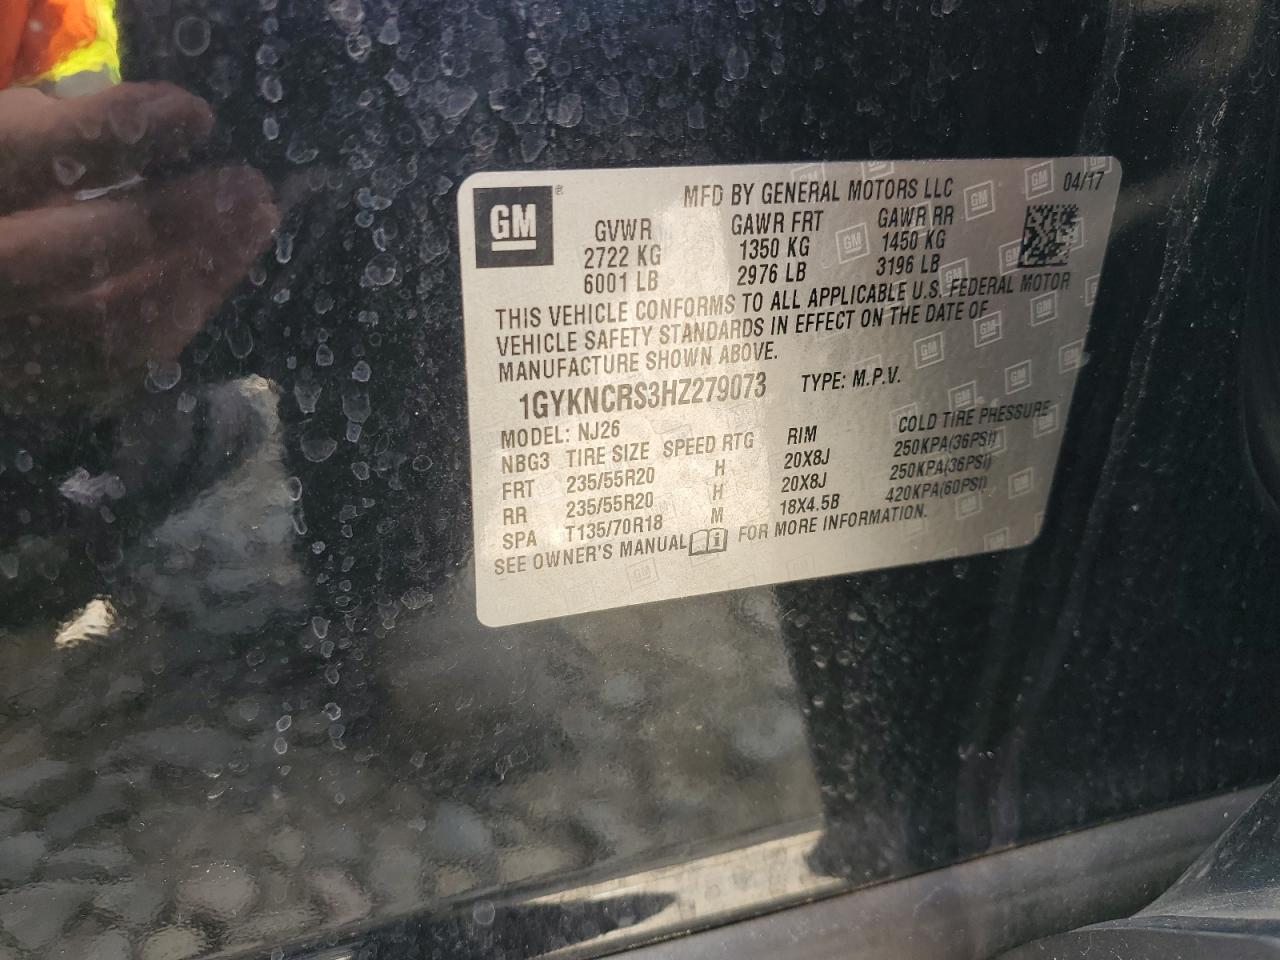 GM ®
MFD BY GENERAL MOTORS LLC 04/17
GVWR GAWR FRT GAWR RR
2722 KG 1350 KG 1450 KG
6001 LB 2976 LB 3196 LB
THIS VEHICLE CONFORMS TO ALL APPLICABLE U.S. FEDERAL MOTOR
VEHICLE SAFETY STANDARDS IN EFFECT ON THE DATE OF
MANUFACTURE SHOWN ABOVE.
1GYKNCRS3HZ279073 TYPE: M.P.V.
MODEL: NJ26
NBG3 TIRE SIZE SPEED RTG RIM COLD TIRE PRESSURE
FRT 235/55R20 H 20X8J 250KPA(36PSI)
RR 235/55R20 H 20X8J 250KPA(36PSI)
SPA T135/70R18 M 18X4.5B 420KPA(60PSI)
SEE OWNER'S MANUAL FOR MORE INFORMATION.